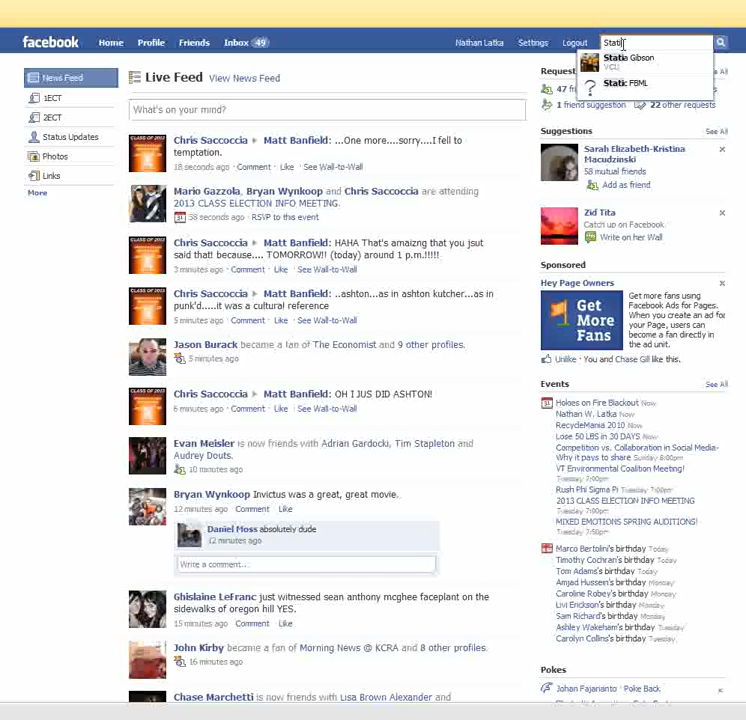 facebook Home Profile Friends Inbox 49 Nathan Latka Settings Logout Stati
Statia Gibson
VCU
Static FBML
News Feed
1ECT
2ECT
Status Updates
Photos
Links
More
Live Feed View News Feed
What's on your mind?
Chris Saccoccia ▸ Matt Banfield: ...One more....sorry....I fell to
temptation.
18 seconds ago · Comment · Like · See Wall-to-Wall
Mario Gazzola, Bryan Wynkoop and Chris Saccoccia are attending
2013 CLASS ELECTION INFO MEETING.
58 seconds ago · RSVP to this event
Chris Saccoccia ▸ Matt Banfield: HAHA That's amaizng that you jsut
said that! because.... TOMORROW!! (today) around 1 p.m.!!!!!
3 minutes ago · Comment · Like · See Wall-to-Wall
Chris Saccoccia ▸ Matt Banfield: ..ashton...as in ashton kutcher...as in
punk'd.....it was a cultural reference
5 minutes ago · Comment · Like · See Wall-to-Wall
Jason Burack became a fan of The Economist and 9 other profiles.
5 minutes ago
Chris Saccoccia ▸ Matt Banfield: OH I JUS DID ASHTON!
6 minutes ago · Comment · Like · See Wall-to-Wall
Evan Meisler is now friends with Adrian Gardocki, Tim Stapleton and
Audrey Douts.
10 minutes ago
Bryan Wynkoop Invictus was a great, great movie.
12 minutes ago Comment Like
Daniel Moss absolutely dude
12 minutes ago
Write a comment...
Ghislaine LeFranc just witnessed sean anthony mcghee faceplant on the
sidewalks of oregon hill YES.
15 minutes ago Comment Like
John Kirby became a fan of Morning News @ KCRA and 8 other profiles.
16 minutes ago
Chase Marchetti is now friends with Lisa Brown Alexander and
Requests See All
47
1 friend suggestion 22 other requests
Suggestions See All
Sarah Elizabeth-Kristina
Macudzinski
58 mutual friends
Add as friend
Zid Tita
Catch up on Facebook
Write on her Wall
Sponsored
Hey Page Owners
Get
More
Fans
Get more fans using
Facebook Ads for Pages.
When you create an ad for
your Page, users can
become a fan directly in
the ad unit.
Unlike · You and Chase Gill like this.
Events See All
Hokies on Fire Blackout Now
Nathan W. Latka Now
RecycleMania 2010 Now
Lose 50 LBS in 30 DAYS Now
Competition vs. Collaboration in Social Media-
Why it pays to share Sunday 8:00pm
VT Environmental Coalition Meeting!
Tuesday 7:00pm
Rush Phi Sigma Pi Tuesday 7:00pm
2013 CLASS ELECTION INFO MEETING
Tuesday 7:00pm
MIXED EMOTIONS SPRING AUDITIONS!
Tuesday 7:50pm
Marco Bertolini's birthday Today
Timothy Cochran's birthday Today
Tom Adams's birthday Today
Amjad Hussein's birthday Monday
Caroline Robey's birthday Monday
Livi Erickson's birthday Monday
Sam Richard's birthday Monday
Ashley Wakeham's birthday Tuesday
Carolyn Collins's birthday Tuesday
Pokes
Johan Fajarianto · Poke Back